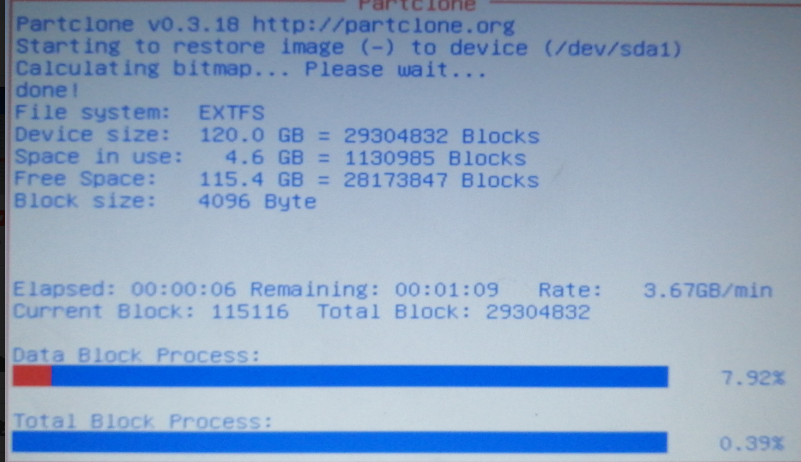 Partclone
Partclone v0.3.18 http://partclone.org
Starting to restore image (-) to device (/dev/sda1)
Calculating bitmap... Please wait...
done!
File system: EXTFS
Device size: 120.0 GB = 29304832 Blocks
Space in use: 4.6 GB = 1130985 Blocks
Free Space: 115.4 GB = 28173847 Blocks
Block size: 4096 Byte
Elapsed: 00:00:06 Remaining: 00:01:09 Rate: 3.67GB/min
Current Block: 115116 Total Block: 29304832
Data Block Process:
7.92%
Total Block Process:
0.39%